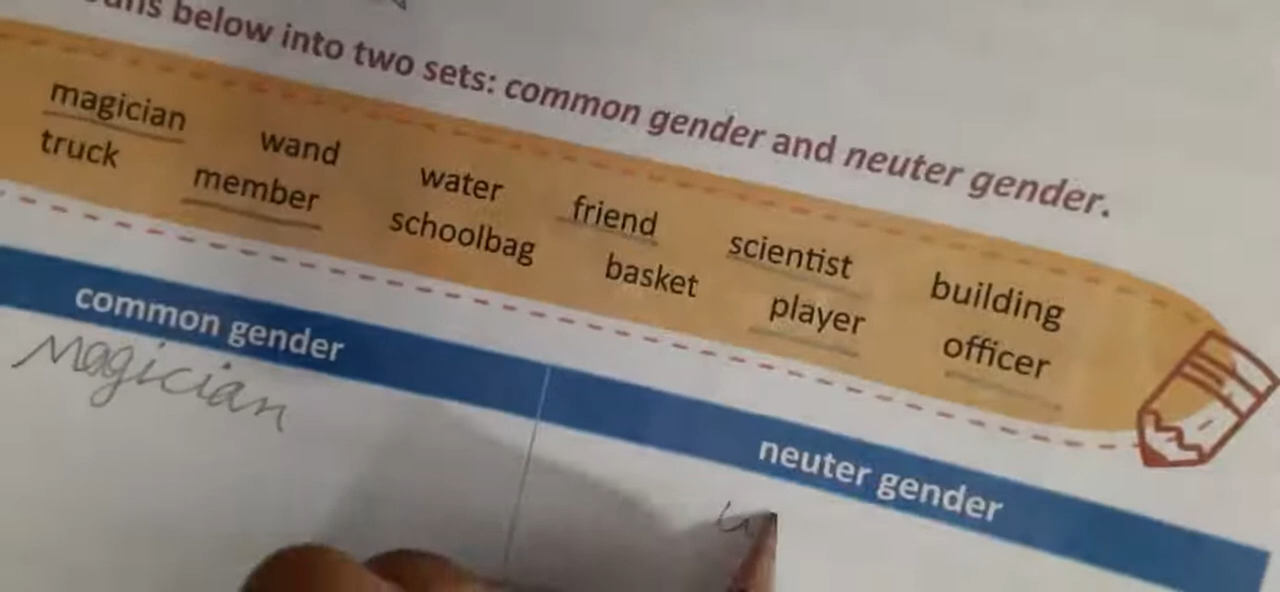 below into two sets: common gender and neuter gender.
magician wand water friend scientist building
truck member schoolbag basket player officer
common gender neuter gender
Magician